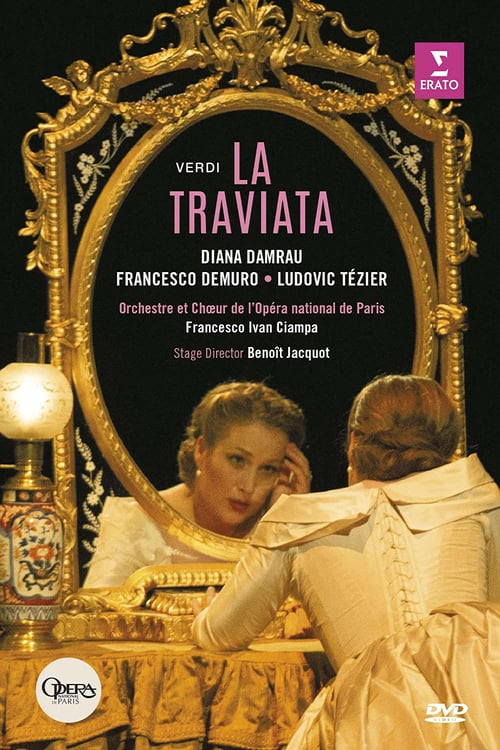 ERATO
VERDI LA
TRAVIATA
DIANA DAMRAU
FRANCESCO DEMURO • LUDOVIC TÉZIER
Orchestre et Chœur de l'Opéra national de Paris
Francesco Ivan Ciampa
Stage Director Benoît Jacquot
OPERA
NATIONAL
DE PARIS
DVD
VIDEO